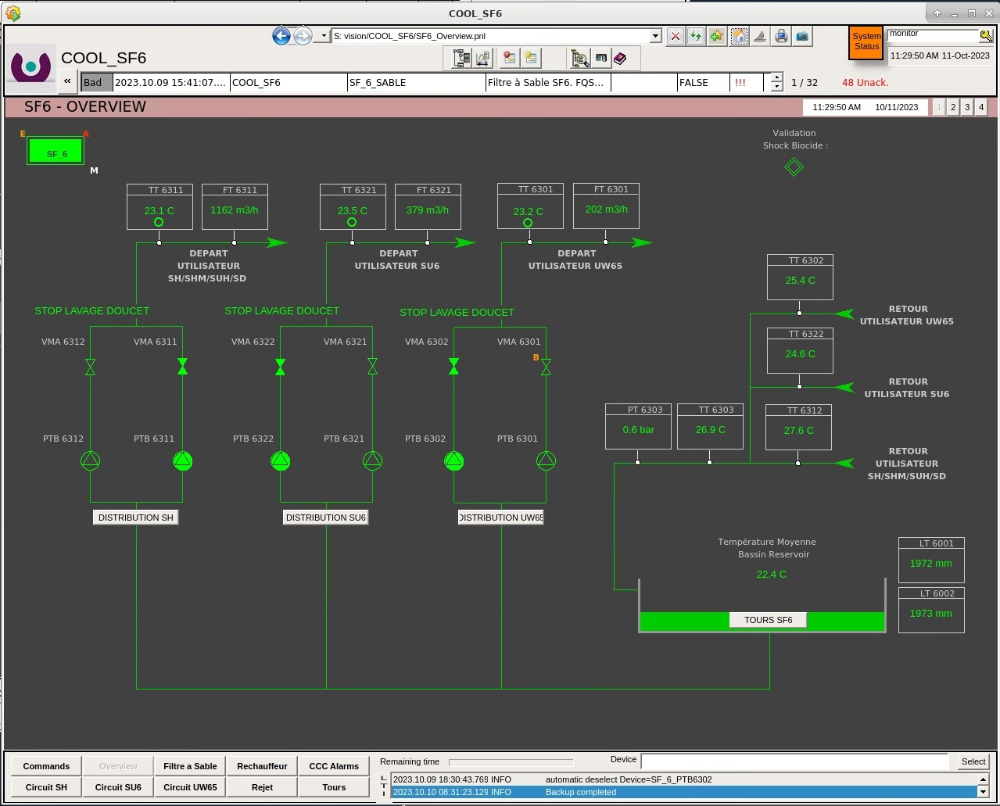 COOL_SF6
S: vision/COOL_SF6/SF6_Overview.pnl
System
Status
monitor
COOL_SF6
11:29:50 AM 11-Oct-2023
«
Bad 2023.10.09 15:41:07.... COOL_SF6 SF_6_SABLE Filtre à Sable SF6. FQS... FALSE !!! 1 / 32 48 Unack.
SF6 - OVERVIEW
11:29:50 AM 10/11/2023 1 2 3 4
E A
SF_6
M
Validation
Shock Biocide :
TT 6311 FT 6311 TT 6321 FT 6321 TT 6301 FT 6301
23.1 C 1162 m3/h 23.5 C 379 m3/h 23.2 C 202 m3/h
DEPART
UTILISATEUR
SH/SHM/SUH/SD
DEPART
UTILISATEUR SU6
DEPART
UTILISATEUR UW65
TT 6302
25.4 C
RETOUR
UTILISATEUR UW65
STOP LAVAGE DOUCET STOP LAVAGE DOUCET STOP LAVAGE DOUCET
VMA 6312 VMA 6311 VMA 6322 VMA 6321 VMA 6302 VMA 6301
B
TT 6322
24.6 C
RETOUR
UTILISATEUR SU6
PT 6303 TT 6303 TT 6312
0.6 bar 26.9 C 27.6 C
RETOUR
UTILISATEUR
SH/SHM/SUH/SD
PTB 6312 PTB 6311 PTB 6322 PTB 6321 PTB 6302 PTB 6301
DISTRIBUTION SH DISTRIBUTION SU6 DISTRIBUTION UW65
Température Moyenne
Bassin Reservoir
22.4 C
LT 6001
1972 mm
LT 6002
1973 mm
TOURS SF6
Commands Overview Filtre a Sable Rechauffeur CCC Alarms
Circuit SH Circuit SU6 Circuit UW65 Rejet Tours
Remaining time Device Select
2023.10.09 18:30:43.769 INFO automatic deselect Device=SF_6_PTB6302
2023.10.10 08:31:23.129 INFO Backup completed